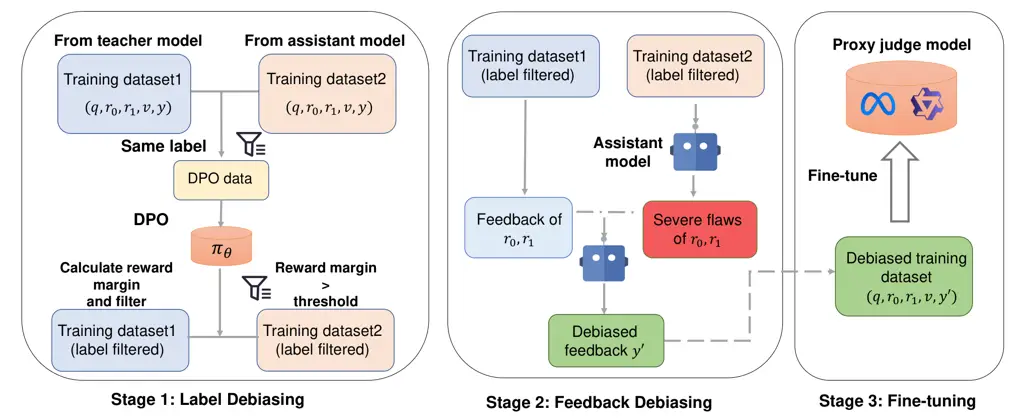 From teacher model
From assistant model
Training dataset1
(q, r₀, r₁, v, y)
Training dataset2
(q, r₀, r₁, v, y)
Same label
DPO data
DPO
π_θ
Calculate reward
margin
and filter
Reward margin
>
threshold
Training dataset1
(label filtered)
Training dataset2
(label filtered)
Stage 1: Label Debiasing
Training dataset1
(label filtered)
Training dataset2
(label filtered)
Assistant
model
Feedback of
r₀, r₁
Severe flaws
of r₀, r₁
Debiased
feedback y′
Stage 2: Feedback Debiasing
Proxy judge model
Fine-tune
Debiased training
dataset
(q, r₀, r₁, v, y′)
Stage 3: Fine-tuning